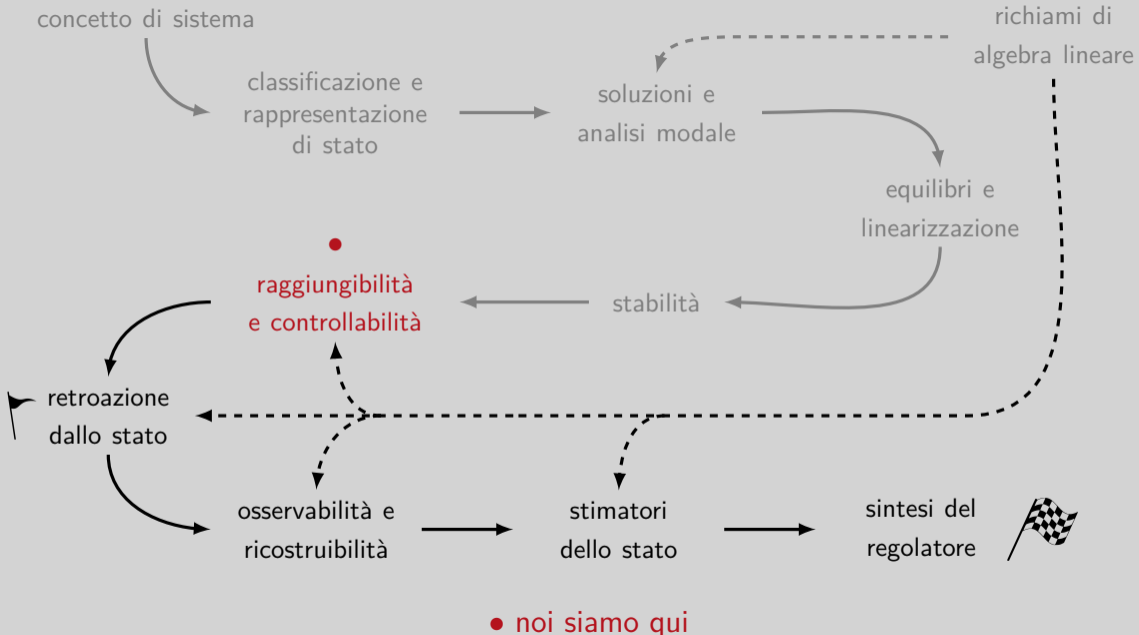 concetto di sistema
richiami di
algebra lineare
classificazione e
rappresentazione
di stato
soluzioni e
analisi modale
equilibri e
linearizzazione
stabilità
raggiungibilità
e controllabilità
retroazione
dallo stato
osservabilità e
ricostruibilità
stimatori
dello stato
sintesi del
regolatore
• noi siamo qui